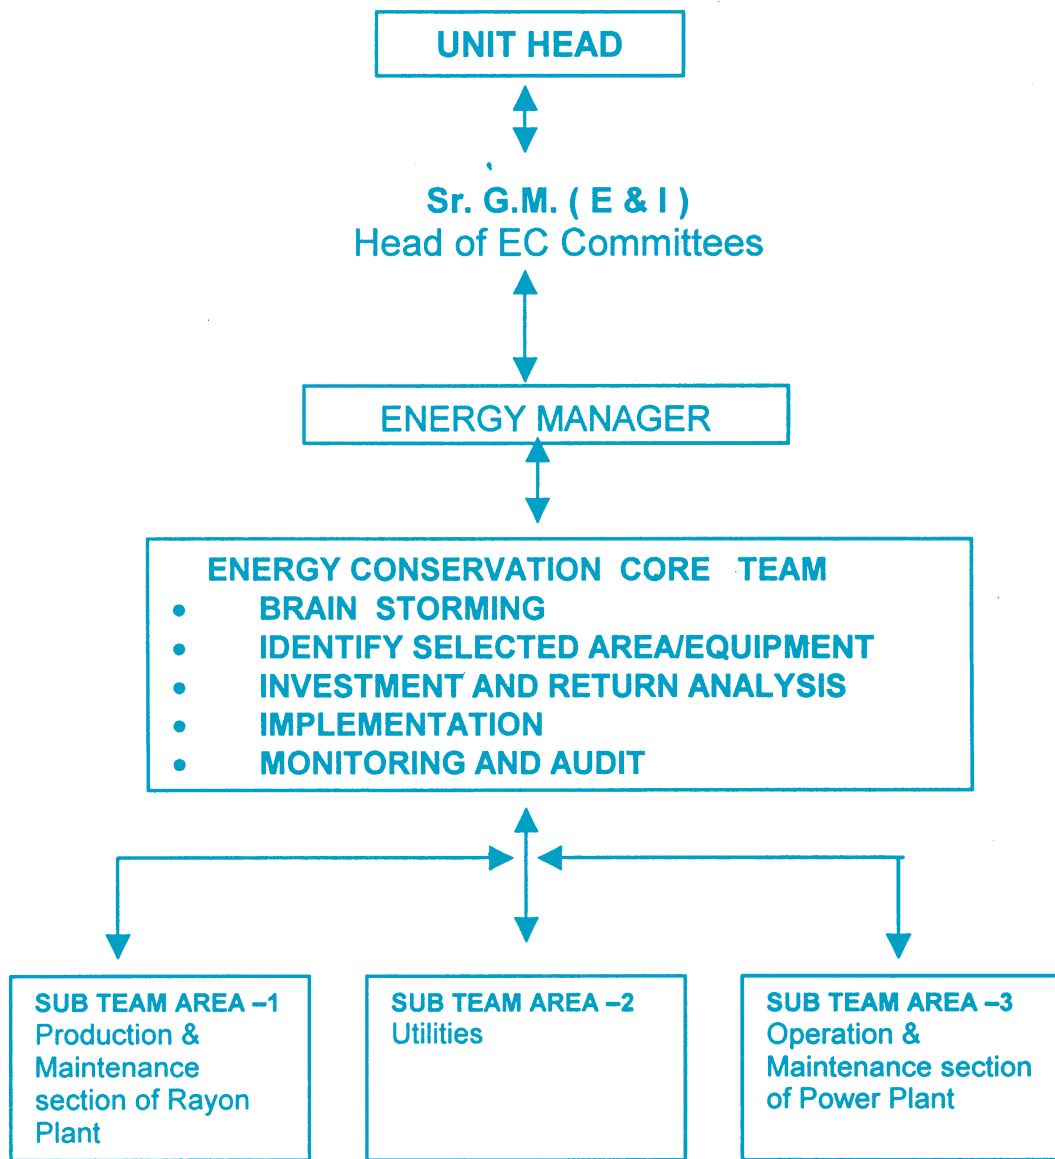 UNIT HEAD
Sr. G.M. ( E & I )
Head of EC Committees
ENERGY MANAGER
ENERGY CONSERVATION CORE TEAM
• BRAIN STORMING
• IDENTIFY SELECTED AREA/EQUIPMENT
• INVESTMENT AND RETURN ANALYSIS
• IMPLEMENTATION
• MONITORING AND AUDIT
SUB TEAM AREA –1
Production &
Maintenance
section of Rayon
Plant
SUB TEAM AREA –2
Utilities
SUB TEAM AREA –3
Operation &
Maintenance section
of Power Plant